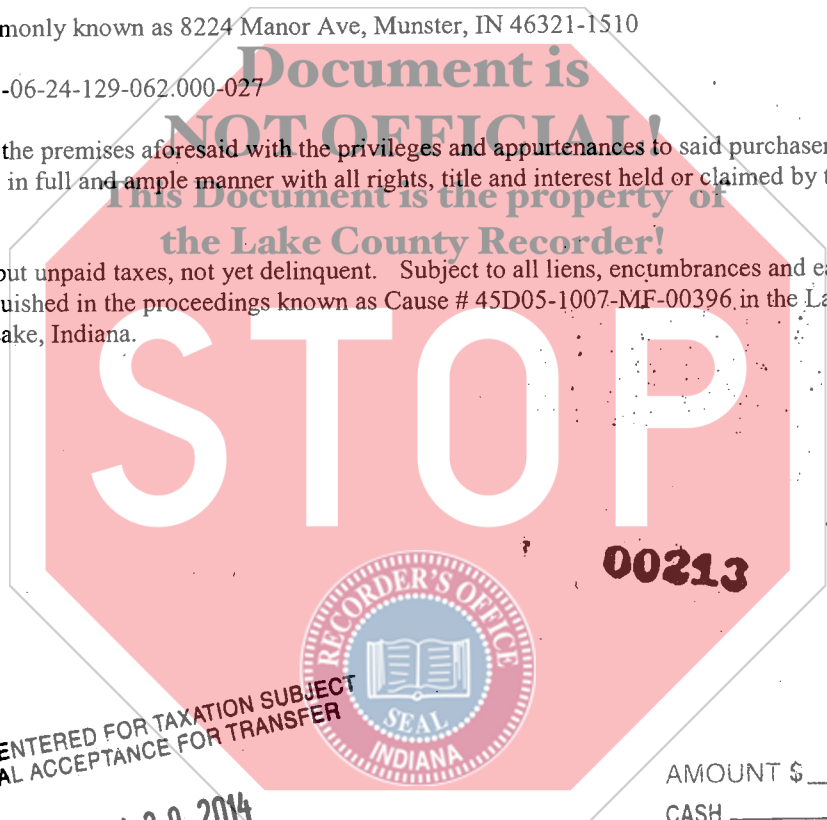 monly known as 8224 Manor Ave, Munster, IN 46321-1510
Document is
-06-24-129-062.000-027
NOT OFFICIAL!
the premises aforesaid with the privileges and appurtenances to said purchaser
in full and ample manner with all rights, title and interest held or claimed by
This Document is the property of
the Lake County Recorder!
out unpaid taxes, not yet delinquent. Subject to all liens, encumbrances and
uished in the proceedings known as Cause # 45D05-1007-MF-00396 in the
ake, Indiana.
STOP
00213
RECORDER'S OFFICE
SEAL
INDIANA
ENTERED FOR TAXATION SUBJECT
AL ACCEPTANCE FOR TRANSFER
2014
AMOUNT $
CASH